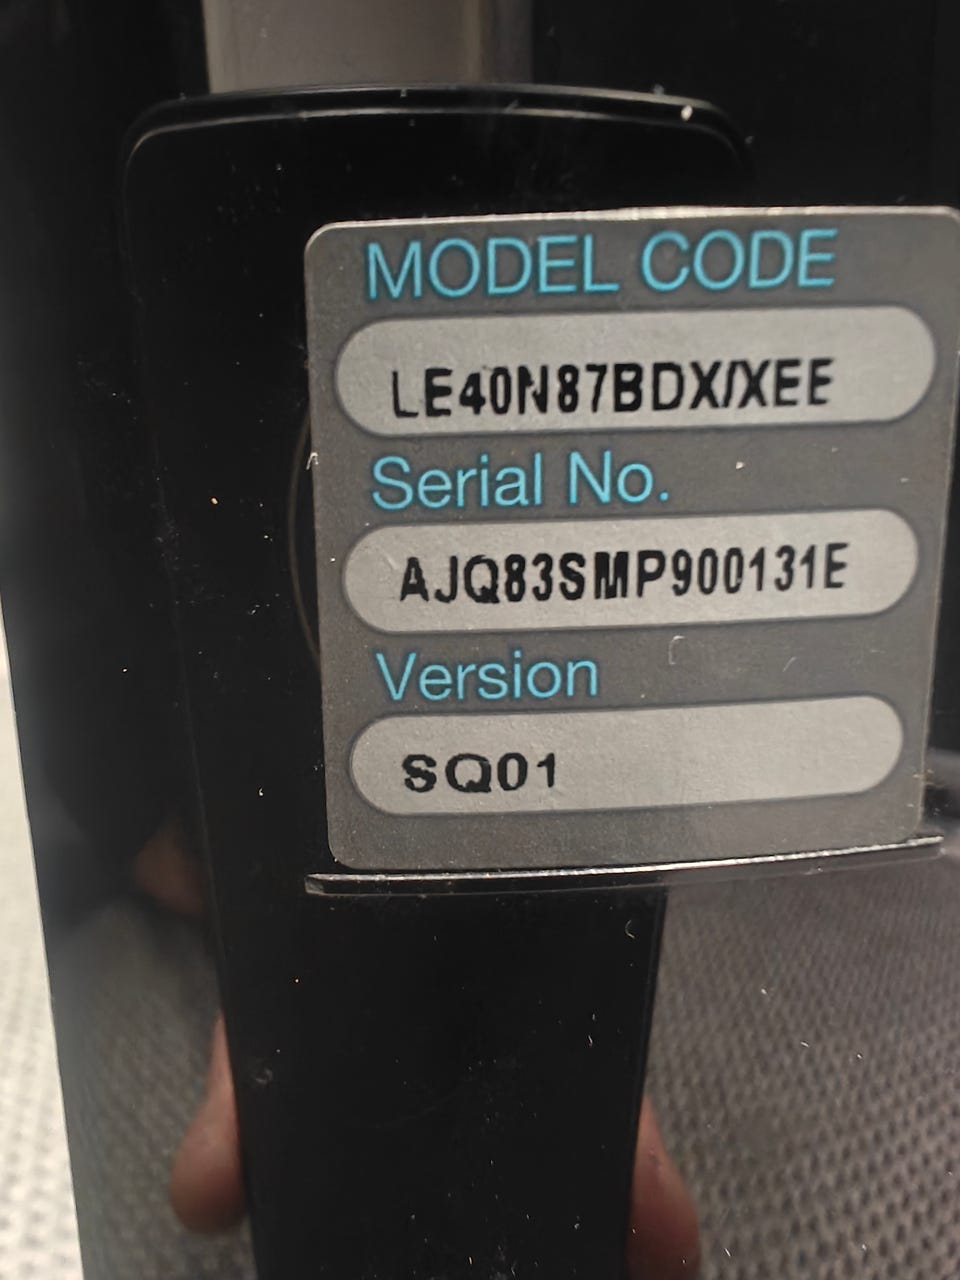 MODEL CODE
LE40N87BDX/XEE
Serial No.
AJQ83SMP900131E
Version
SQ01